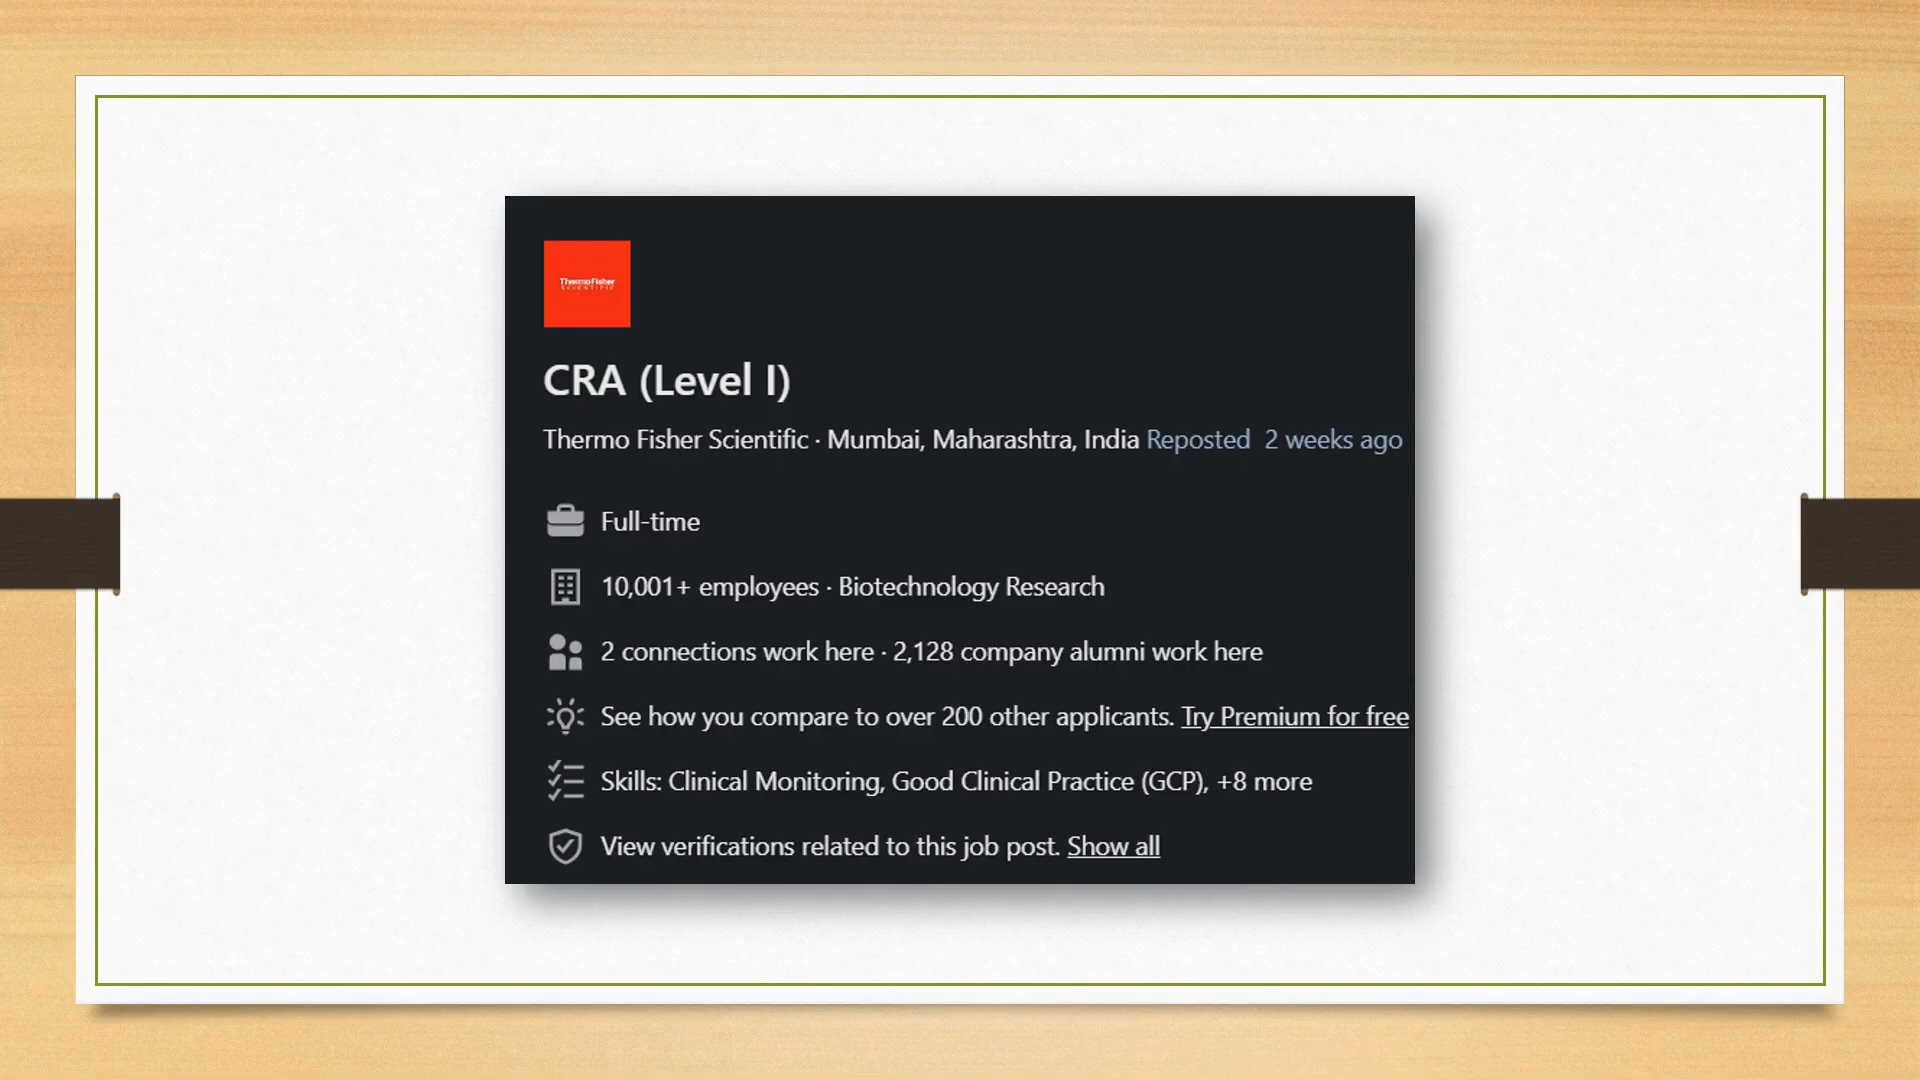 ThermoFisher
SCIENTIFIC
CRA (Level I)
Thermo Fisher Scientific · Mumbai, Maharashtra, India Reposted 2 weeks ago
Full-time
10,001+ employees · Biotechnology Research
2 connections work here · 2,128 company alumni work here
See how you compare to over 200 other applicants. Try Premium for free
Skills: Clinical Monitoring, Good Clinical Practice (GCP), +8 more
View verifications related to this job post. Show all